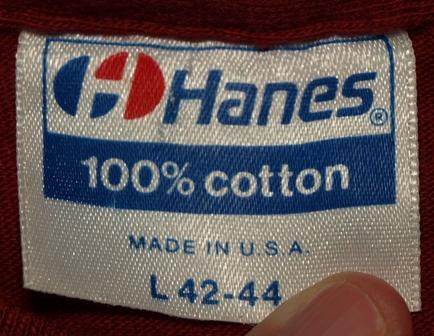 Hanes®
100% cotton
MADE IN U.S.A.
L 42-44